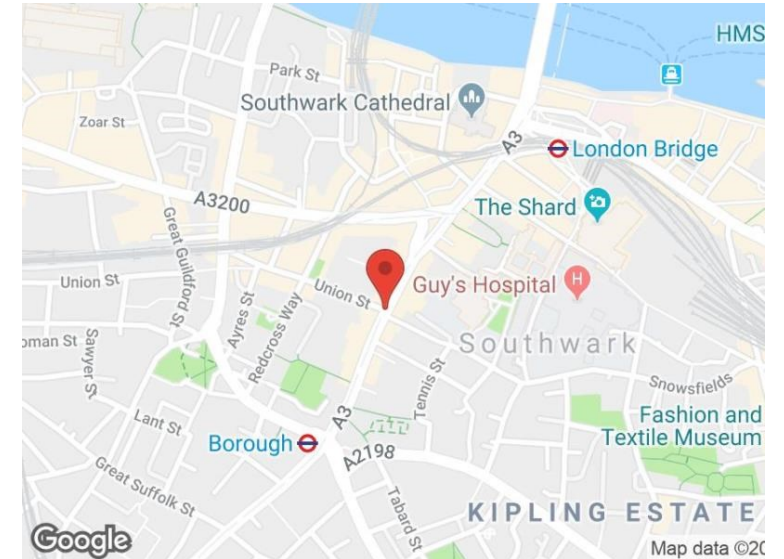 HMS
Park St
Southwark Cathedral
Zoar St
A3
London Bridge
A3200
The Shard
Great Guildford St
Guy's Hospital
H
Union St
Union St
Ayres St
Redcross Way
Southwark
oman St
Sawyer St
Tennis St
Snowsfields
Lant St
A3
Fashion and
Textile Museum
Borough
A2198
Great Suffolk St
Tabard St
KIPLING ESTATE
Google
Map data ©20